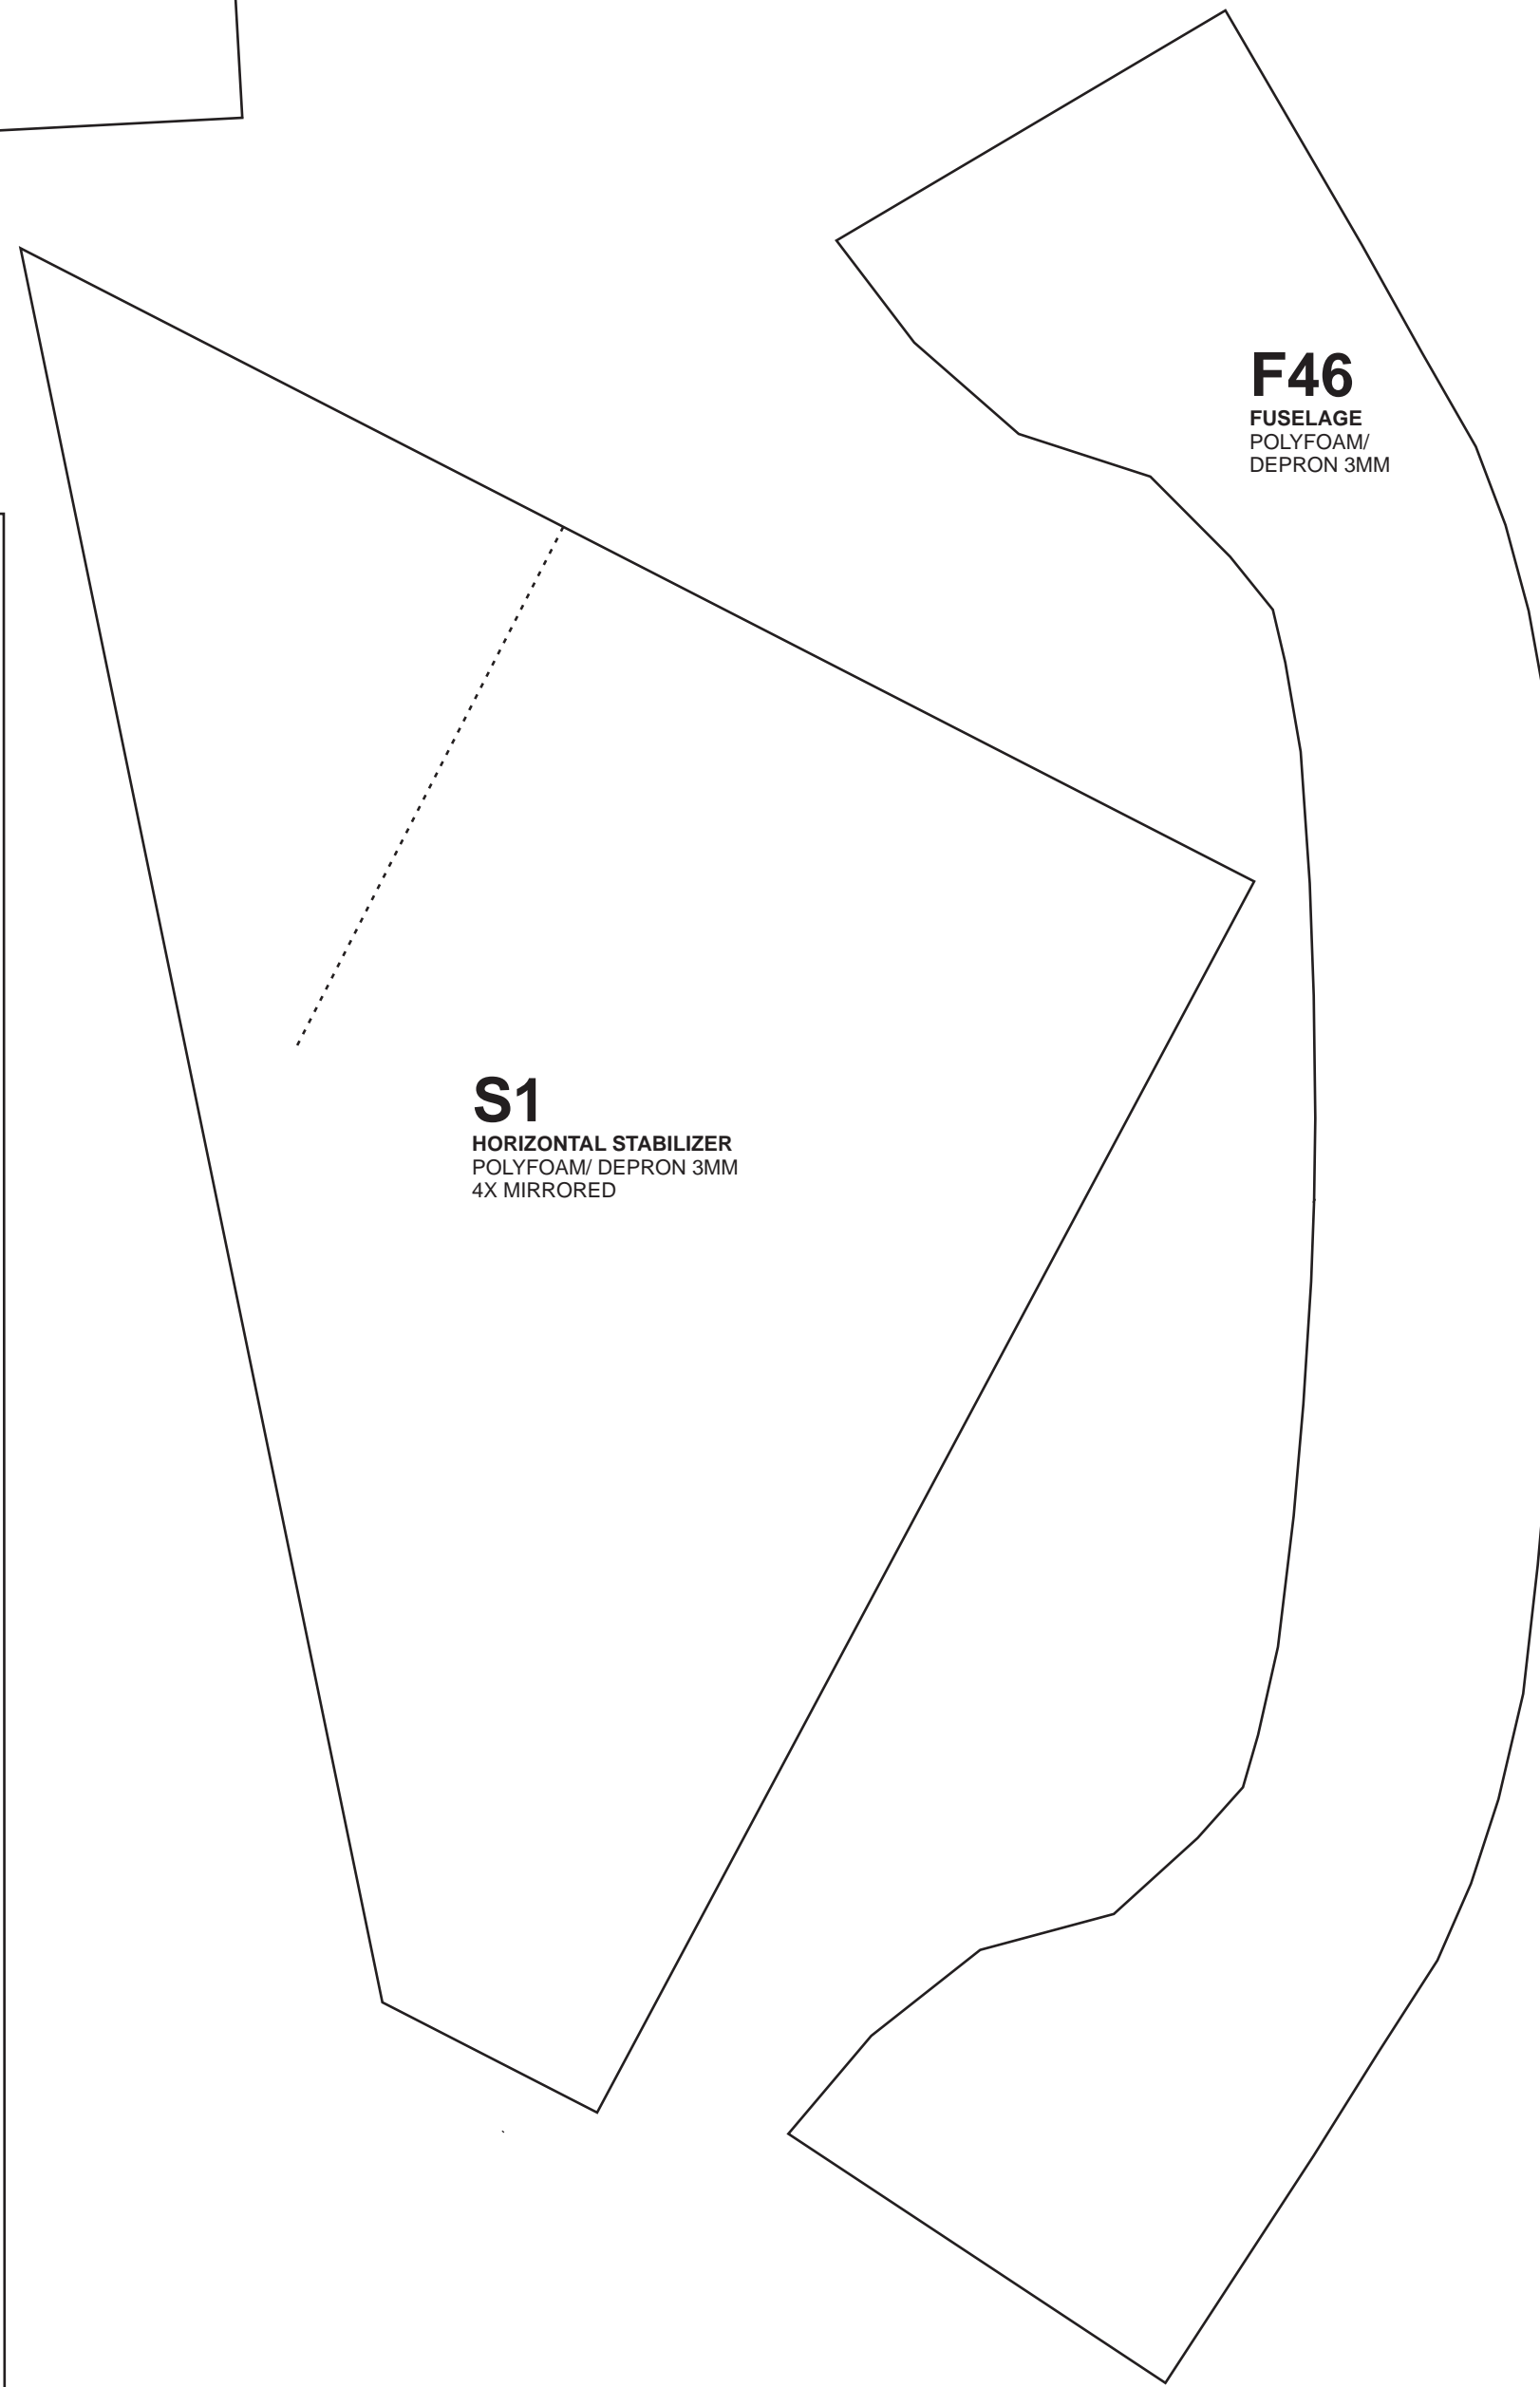 F46
FUSELAGE
POLYFOAM/
DEPRON 3MM
S1
HORIZONTAL STABILIZER
POLYFOAM/ DEPRON 3MM
4X MIRRORED